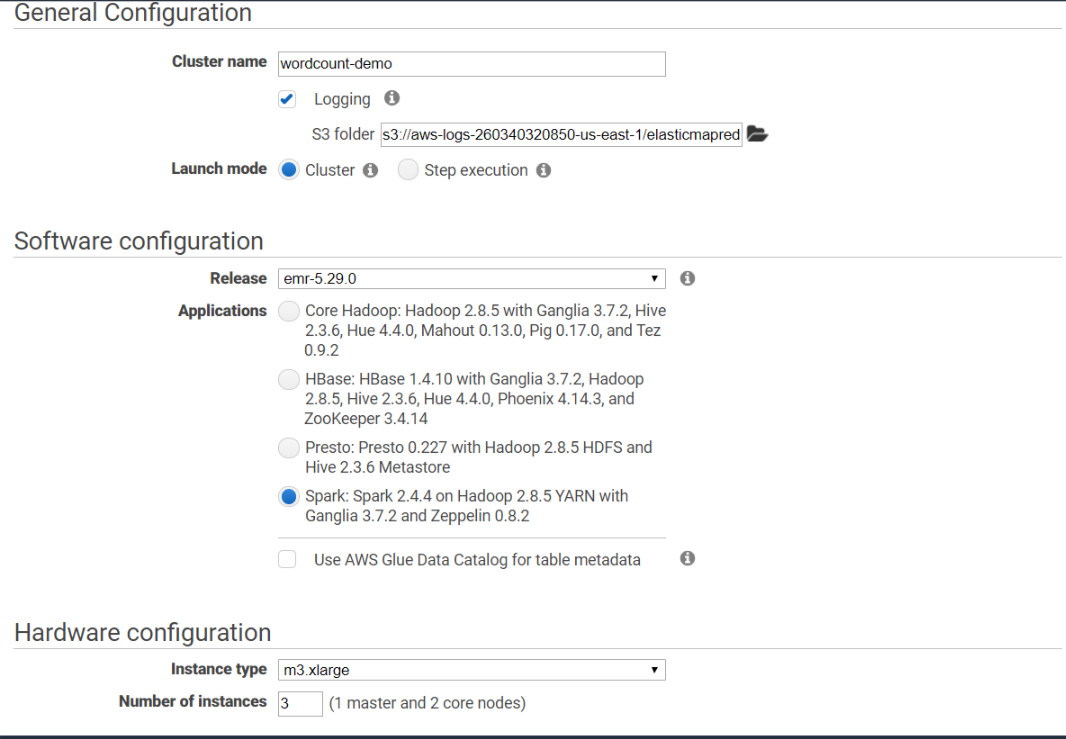 General Configuration
Cluster name wordcount-demo
Logging
S3 folder s3://aws-logs-260340320850-us-east-1/elasticmapred
Launch mode Cluster Step execution
Software configuration
Release emr-5.29.0
Applications Core Hadoop: Hadoop 2.8.5 with Ganglia 3.7.2, Hive
2.3.6, Hue 4.4.0, Mahout 0.13.0, Pig 0.17.0, and Tez
0.9.2
HBase: HBase 1.4.10 with Ganglia 3.7.2, Hadoop
2.8.5, Hive 2.3.6, Hue 4.4.0, Phoenix 4.14.3, and
ZooKeeper 3.4.14
Presto: Presto 0.227 with Hadoop 2.8.5 HDFS and
Hive 2.3.6 Metastore
Spark: Spark 2.4.4 on Hadoop 2.8.5 YARN with
Ganglia 3.7.2 and Zeppelin 0.8.2
Use AWS Glue Data Catalog for table metadata
Hardware configuration
Instance type m3.xlarge
Number of instances 3 (1 master and 2 core nodes)